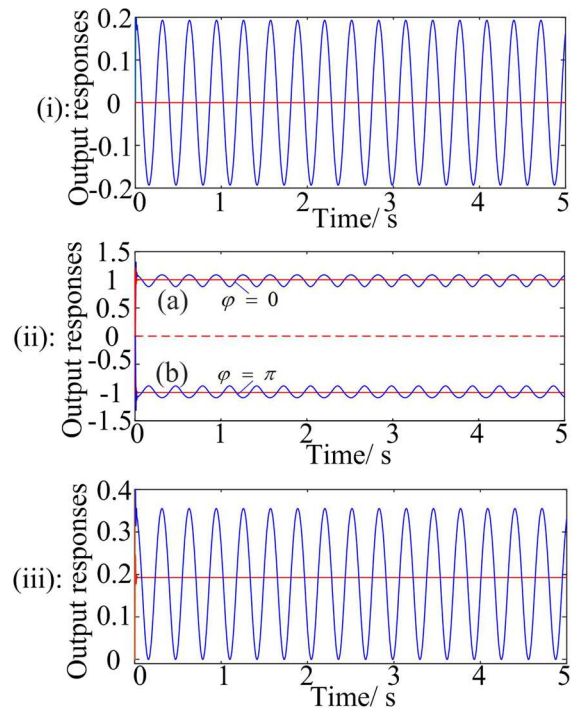 (i):
Output responses
0.2
0.1
0
-0.1
-0.2
0 1 2 3 4 5
Time/ s
(ii):
Output responses
1.5
1
0.5
0
-0.5
-1
-1.5
(a) φ = 0
(b) φ = π
0 1 2 3 4 5
Time/ s
(iii):
Output responses
0.4
0.3
0.2
0.1
0
0 1 2 3 4 5
Time/ s